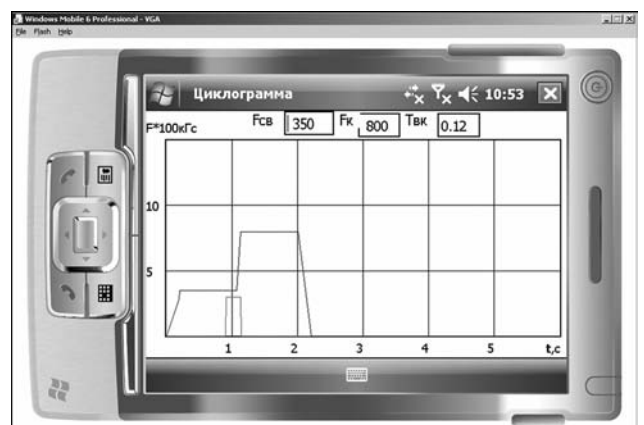 Windows Mobile 6 Professional - VGA
File Flash Help
Циклограмма 10:53
F*100кГс Fсв 350 Fк 800 Твк 0.12
10
5
1 2 3 4 5 t,с